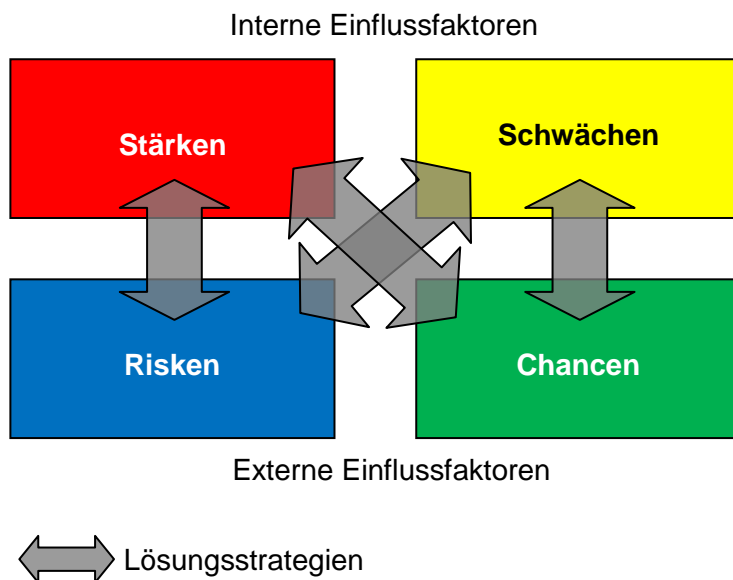 Interne Einflussfaktoren
Stärken
Schwächen
Risken
Chancen
Externe Einflussfaktoren
Lösungsstrategien